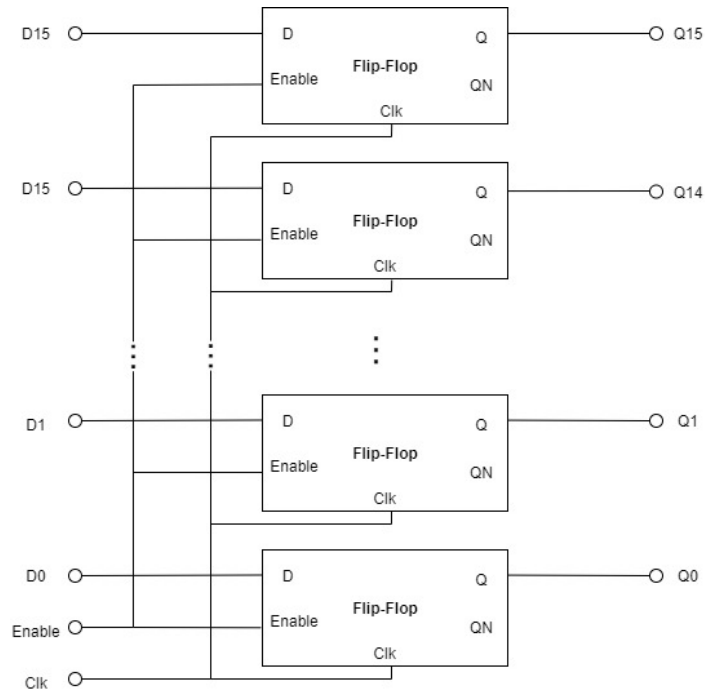 D15
D
Q
Q15
Flip-Flop
Enable
QN
Clk
D15
D
Q
Q14
Flip-Flop
Enable
QN
Clk
D1
D
Q
Q1
Flip-Flop
Enable
QN
Clk
D0
D
Q
Q0
Flip-Flop
Enable
Enable
QN
Clk
Clk